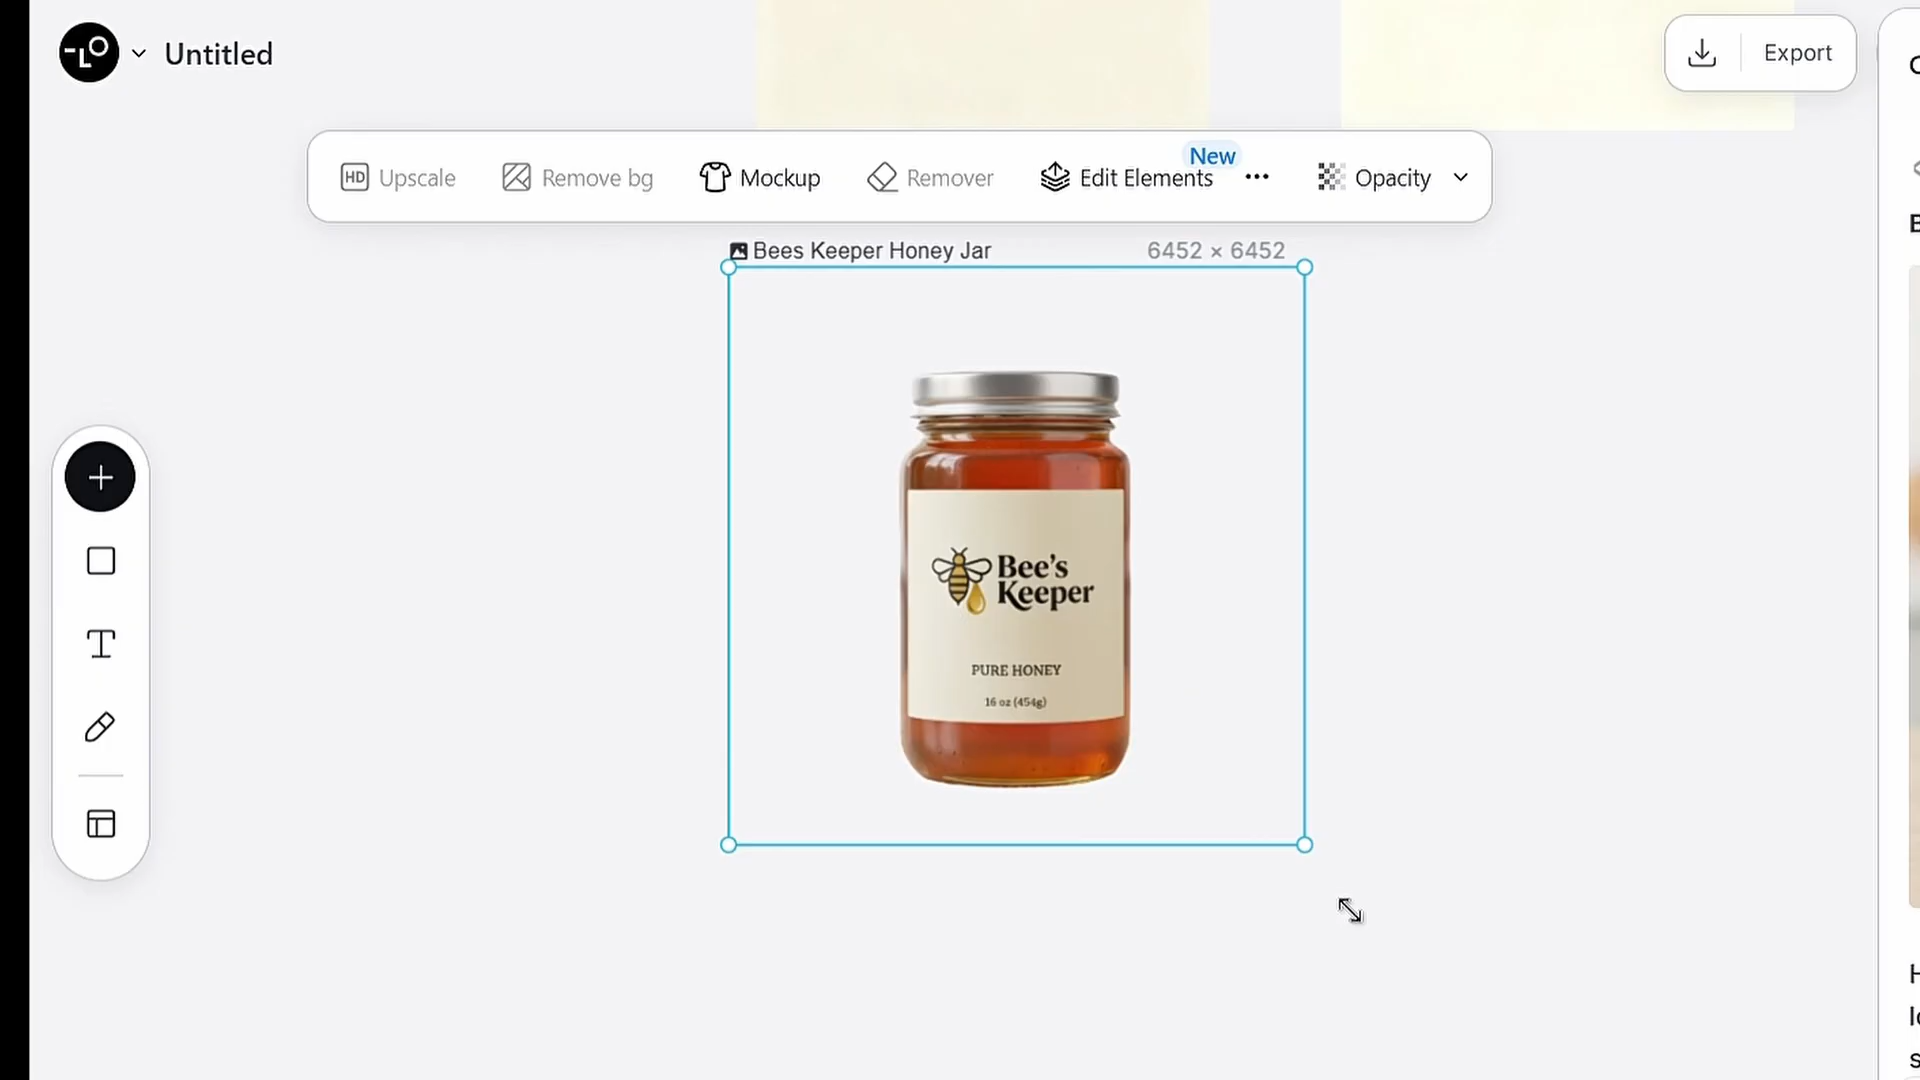 Untitled
Export
New
HD Upscale
Remove bg
Mockup
Remover
Edit Elements
Opacity
Bees Keeper Honey Jar
6452 × 6452
Bee's
Keeper
PURE HONEY
16 oz (454g)